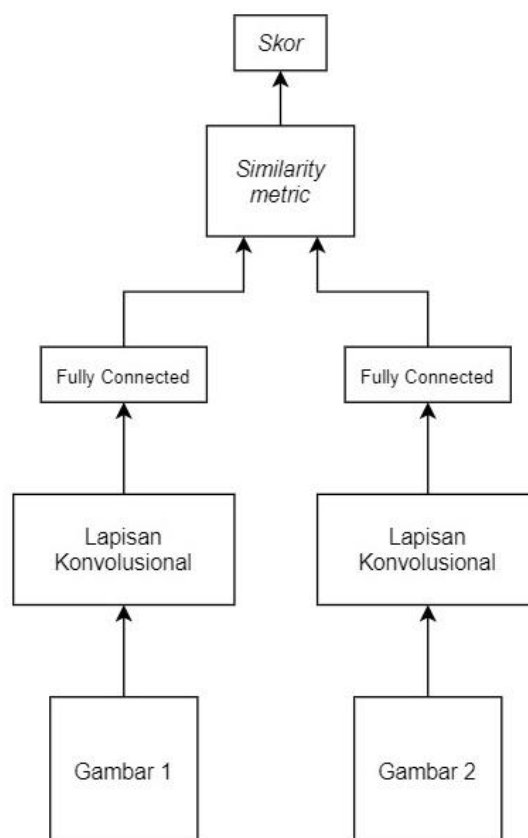 Skor
Similarity
metric
Fully Connected
Fully Connected
Lapisan
Konvolusional
Lapisan
Konvolusional
Gambar 1
Gambar 2